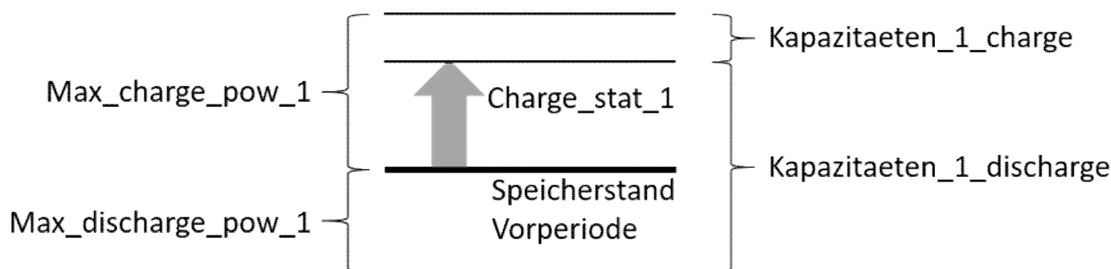 Kapazitaeten_1_charge
Max_charge_pow_1
Charge_stat_1
Kapazitaeten_1_discharge
Speicherstand
Vorperiode
Max_discharge_pow_1